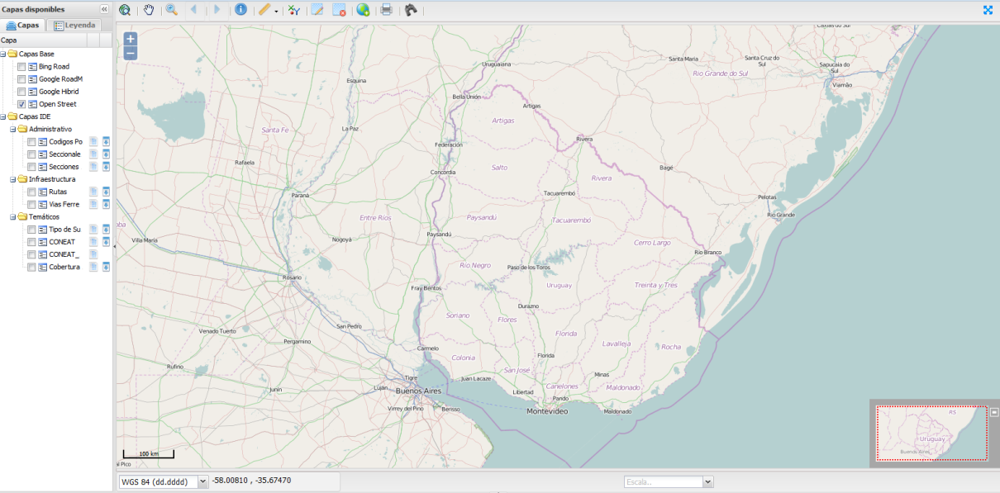 Capas disponibles
Capas
Leyenda
Capa
Capas Base
Bing Road
Google RoadM
Google Hibrid
Open Street
Capas IDE
Administrativo
Codigos Po
Seccionale
Secciones
Infraestructura
Rutas
Vias Ferre
Temáticos
Tipo de Su
CONEAT
CONEAT_
Cobertura
Caxias do Sul
Uruguaiana
Santa Maria
Santa Cruz do
Sul
Sapucaia do
Sul
Rio Grande do Sul
Esquina
Viamão
Bella Unión
Artigas
Artigas
Santa Fe
La Paz
Rivera
Federación
Rafaela
Salto
Bagé
Concordia
Rivera
Paraná
Tacuarembó
Pelotas
Rio Grande
Entre Ríos
Paysandú
Tacuarembó
ba
Villa María
Nogoyá
Paysandú
Cerro Largo
Río Branco
Río Negro
Paso de los Toros
Rosario
Fray Bentos
Uruguay
Treinta y Tres
Durazno
Soriano
Flores
San Pedro
Venado Tuerto
Florida
Pergamino
Lavalleja
Rocha
Carmelo
Colonia
Florida
Rufino
San José
Minas
Tigre
Juan Lacaze
Junín
Luján
Buenos Aires
Libertad
Canelones
Maldonado
Pando
Virrey del Pino
Berisso
Montevideo
Maldonado
RS
Uruguay
Buenos Aires
100 km
al Pico
WGS 84 (dd.dddd)
-58.00810 , -35.67470
Escala..